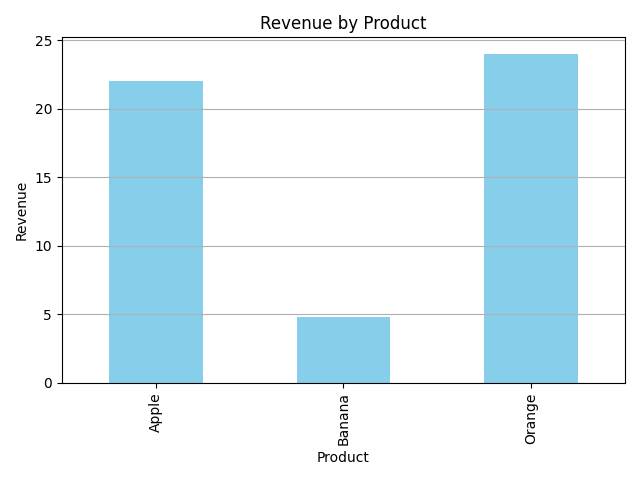 Revenue by Product
25
20
15
10
5
0
Revenue
Apple
Banana
Orange
Product